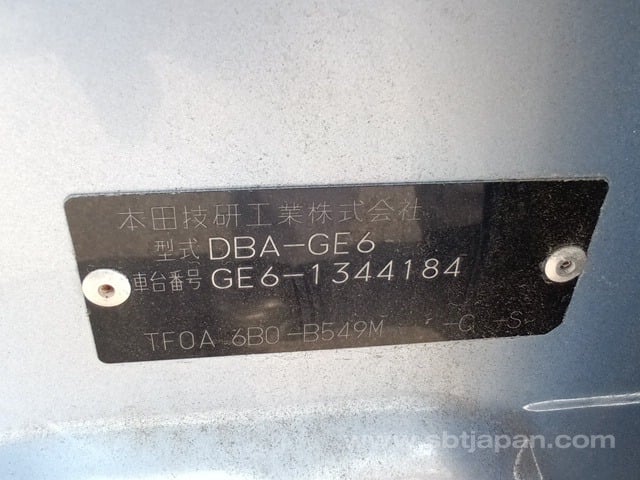 本田技研工業株式会社
型式 DBA-GE6
車台番号 GE6-1344184
TF0A 6B0-B549M -C -S-
www.sbtjapan.com